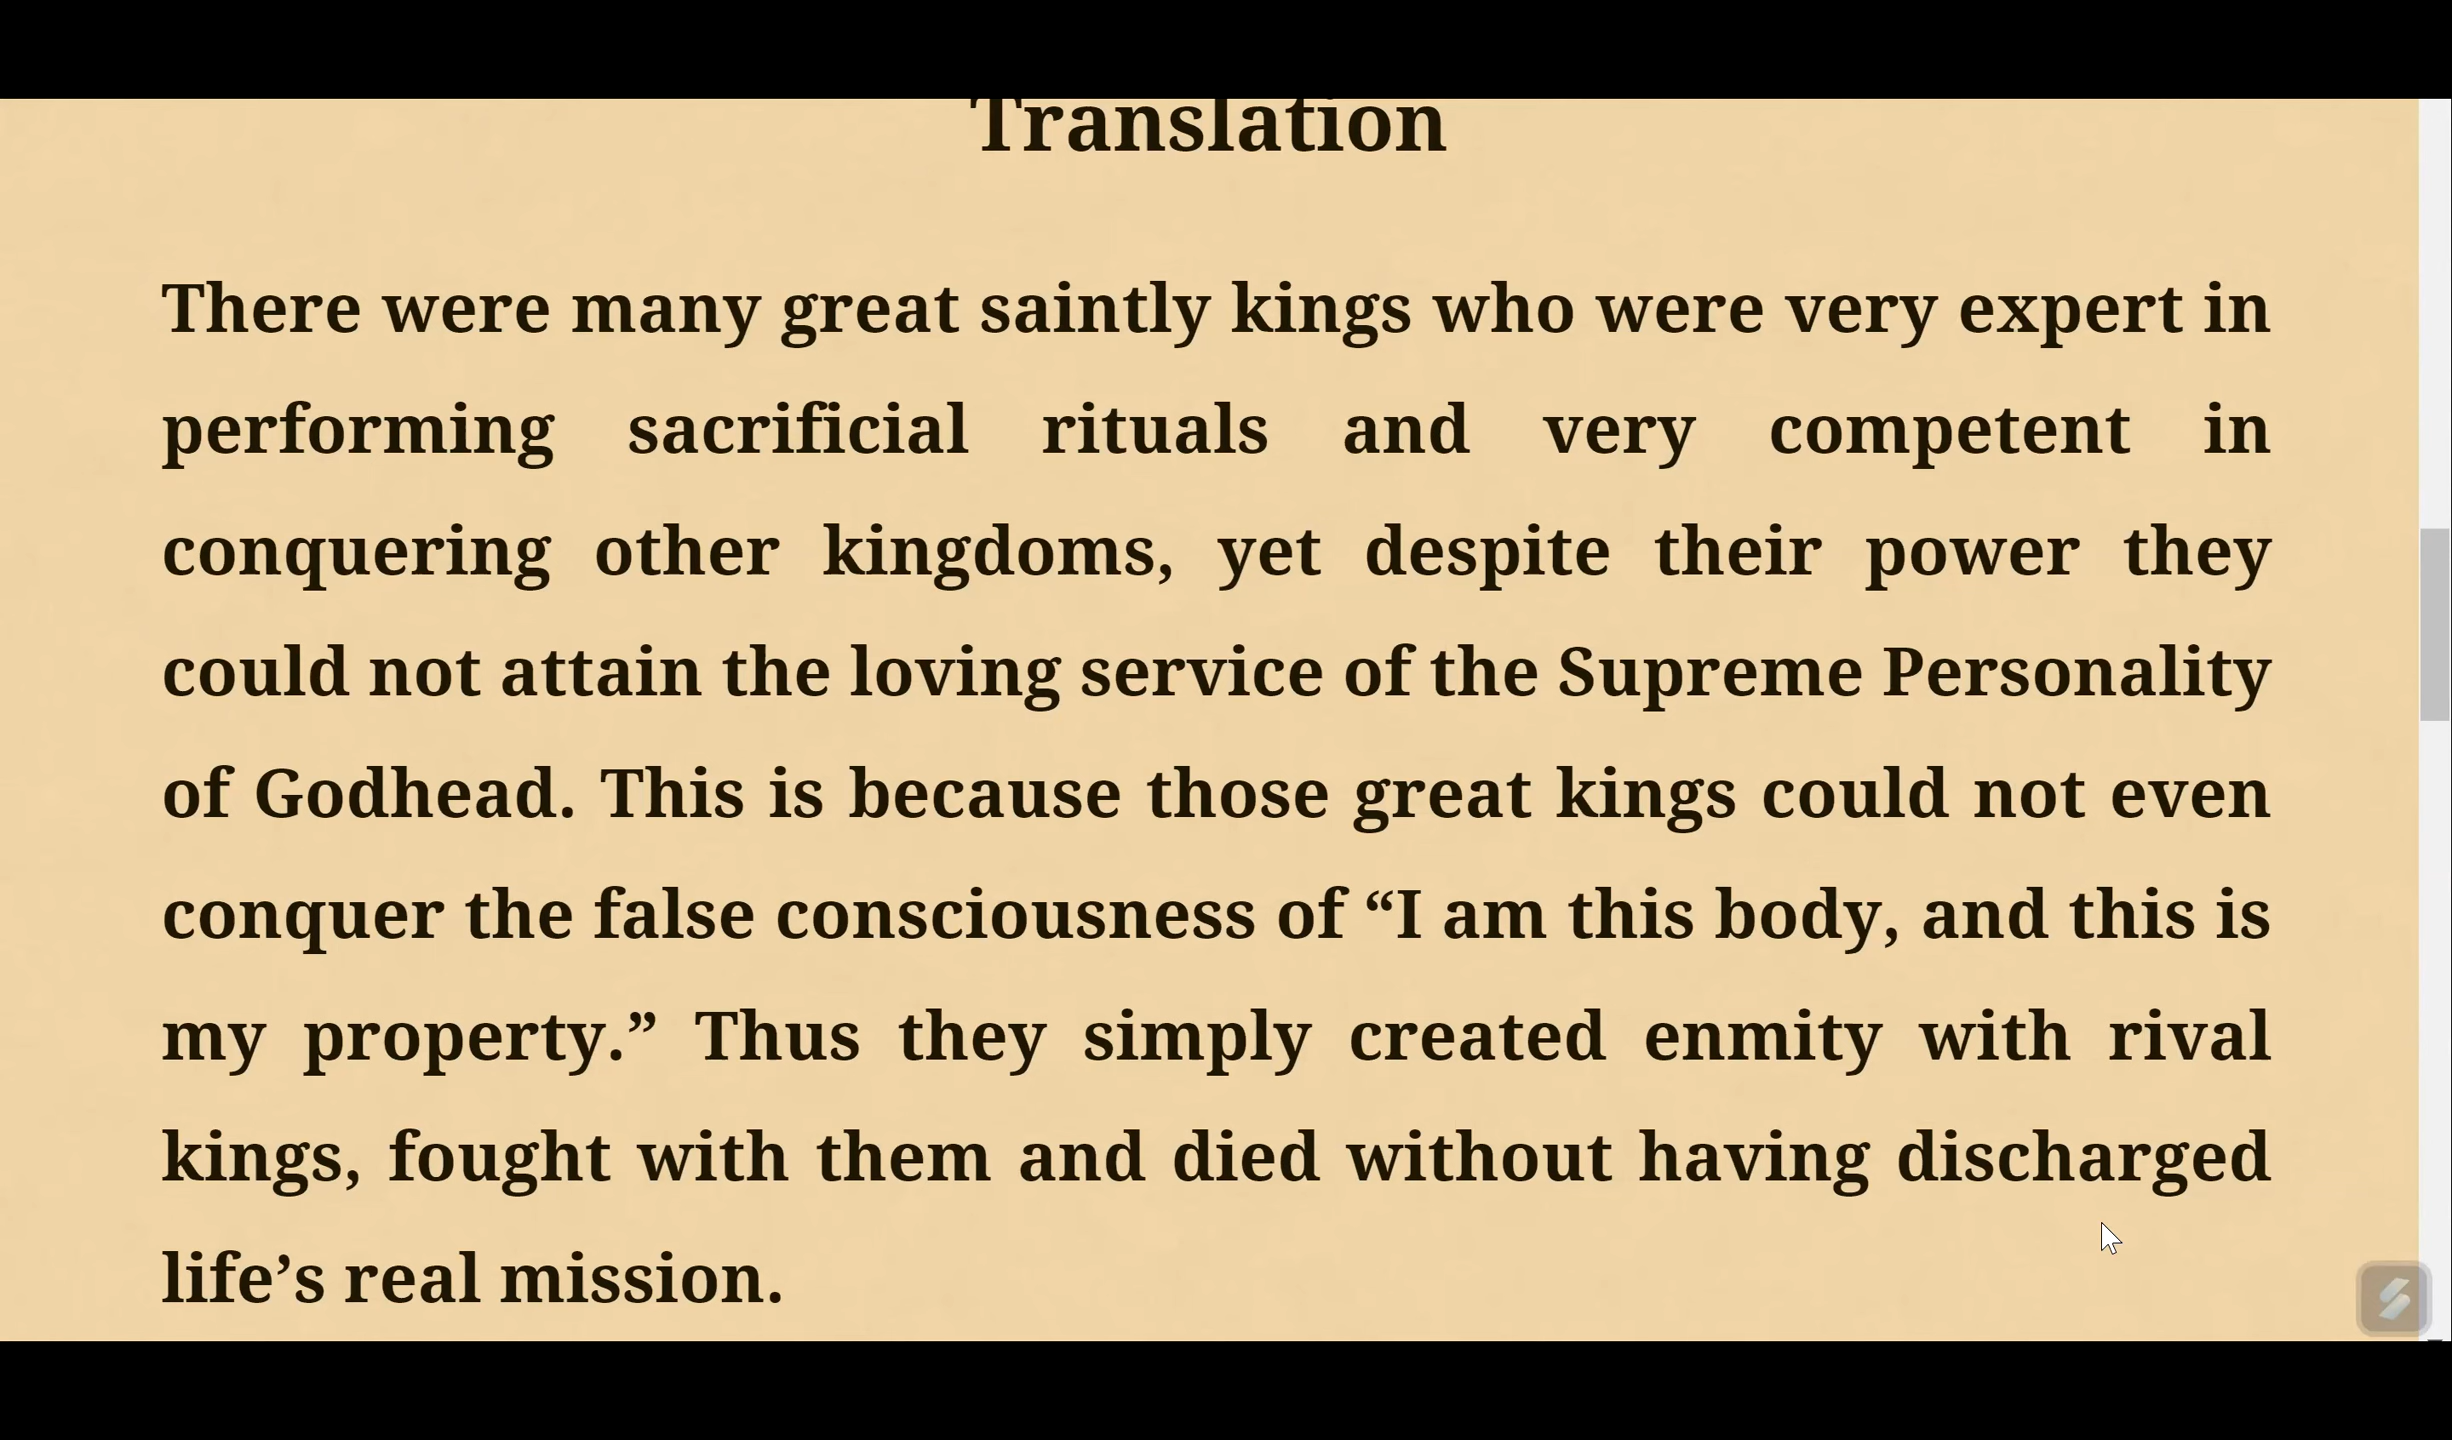 Translation
There were many great saintly kings who were very expert in
performing sacrificial rituals and very competent in
conquering other kingdoms, yet despite their power they
could not attain the loving service of the Supreme Personality
of Godhead. This is because those great kings could not even
conquer the false consciousness of “I am this body, and this is
my property.” Thus they simply created enmity with rival
kings, fought with them and died without having discharged
life’s real mission.